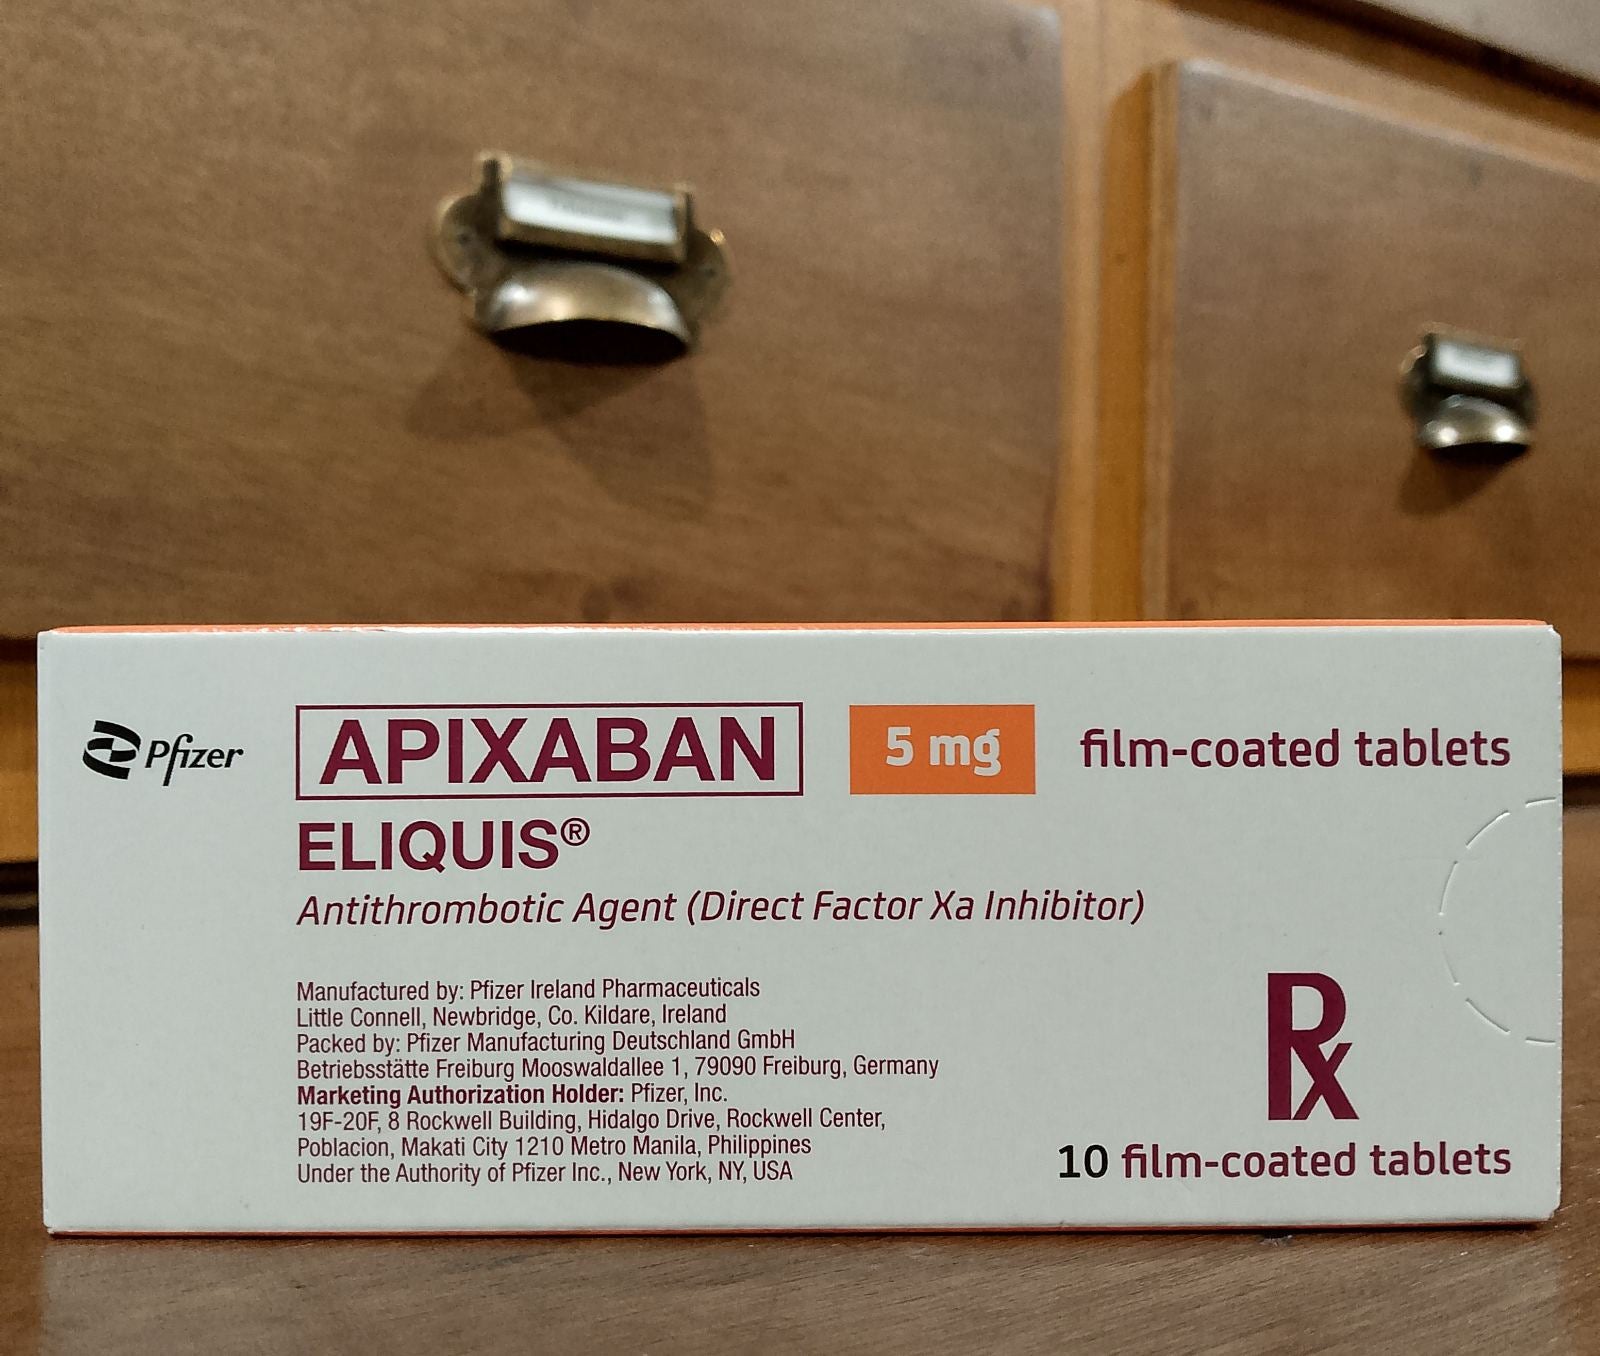 Pfizer
APIXABAN
5 mg
film-coated tablets
ELIQUIS®
Antithrombotic Agent (Direct Factor Xa Inhibitor)
Manufactured by: Pfizer Ireland Pharmaceuticals
Little Connell, Newbridge, Co. Kildare, Ireland
Packed by: Pfizer Manufacturing Deutschland GmbH
Betriebsstätte Freiburg Mooswaldallee 1, 79090 Freiburg, Germany
Marketing Authorization Holder: Pfizer, Inc.
19F-20F, 8 Rockwell Building, Hidalgo Drive, Rockwell Center,
Poblacion, Makati City 1210 Metro Manila, Philippines
Under the Authority of Pfizer Inc., New York, NY, USA
Rx
10 film-coated tablets